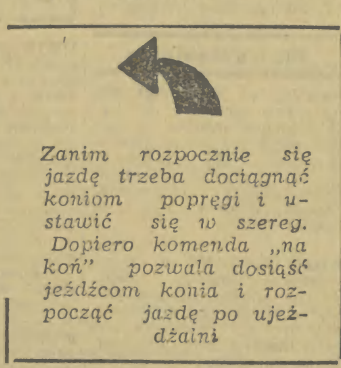 Zanim rozpocznie się
jazdę trzeba dociągnąć
koniom popręgi i u-
stawić się w szereg.
Dopiero komenda „na
koń” pozwala dosiąść
jeźdźcom konia i roz-
począć jazdę po ujeż-
dżalni